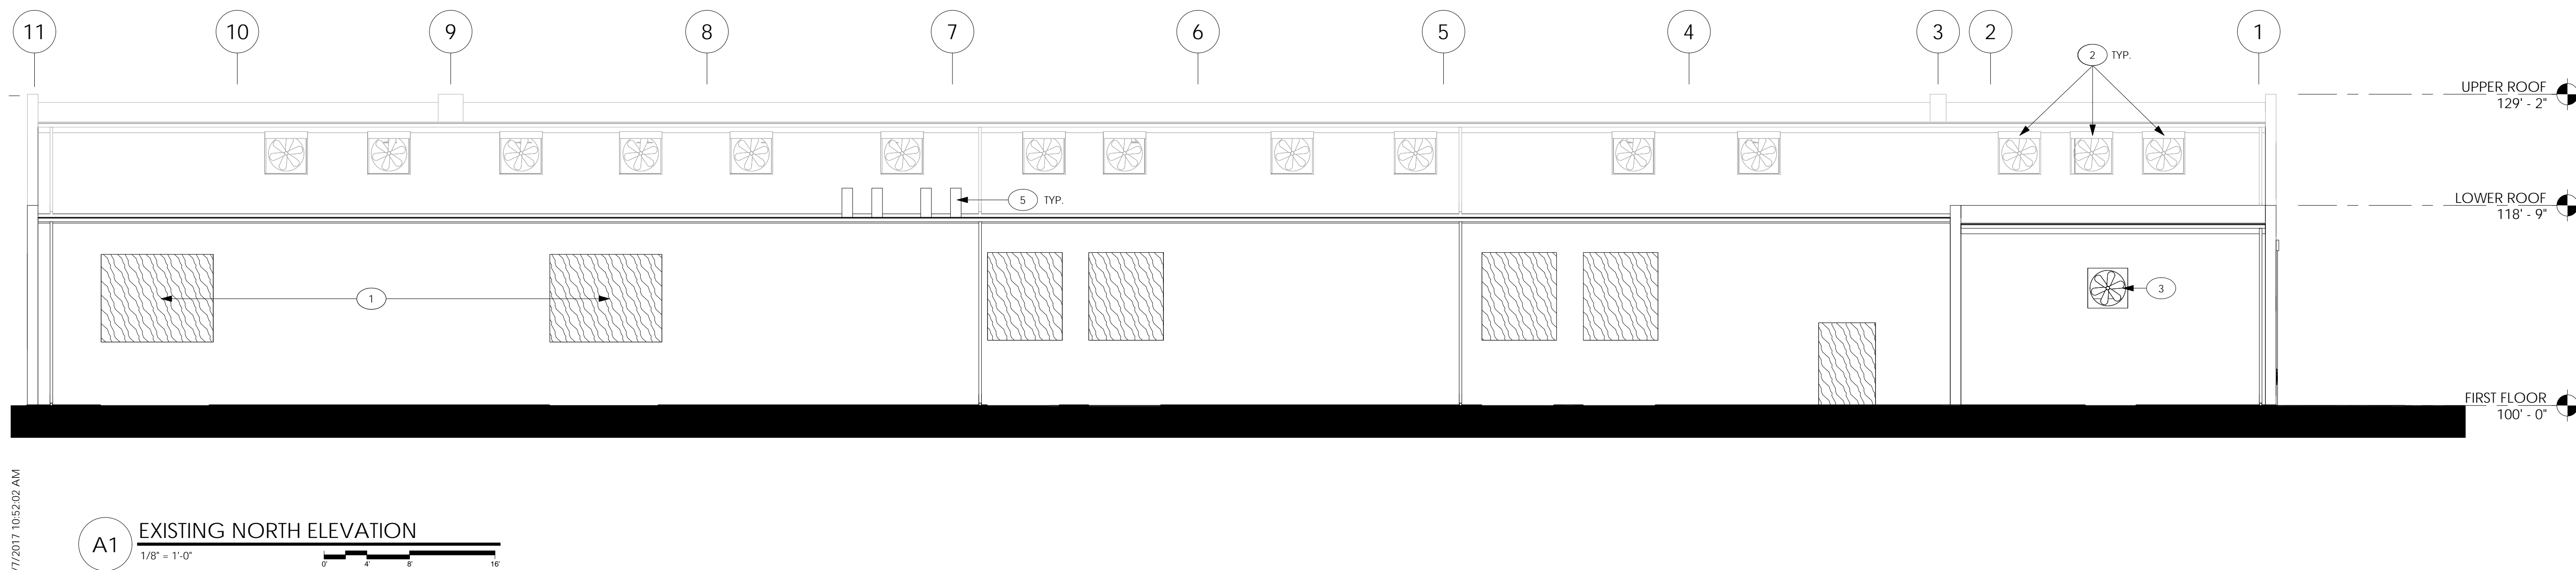 11
10
9
8
7
6
5
4
3
2
1
2 TYP.
UPPER ROOF
129' - 2"
5 TYP.
LOWER ROOF
118' - 9"
1
3
FIRST FLOOR
100' - 0"
/7/2017 10:52:02 AM
A1
EXISTING NORTH ELEVATION
1/8" = 1'-0"
0' 4' 8' 16'